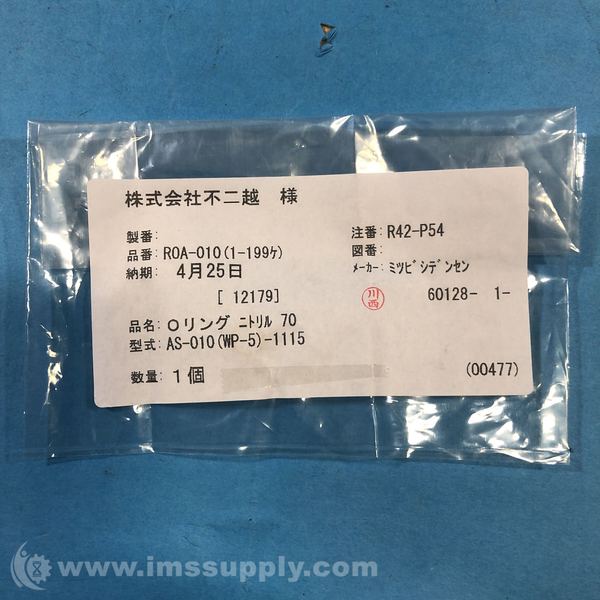 株式会社不二越 様
製番:
品番: ROA-010(1-199ｹ)
納期: 4月25日
[ 12179]
注番: R42-P54
図番:
ﾒｰｶｰ: ﾐﾂﾋﾞｼﾃﾞﾝｾﾝ
川西
60128- 1-
品名: Oリング ﾆﾄﾘﾙ 70
型式: AS-010(WP-5)-1115
数量: 1個
(00477)
www.imssupply.com